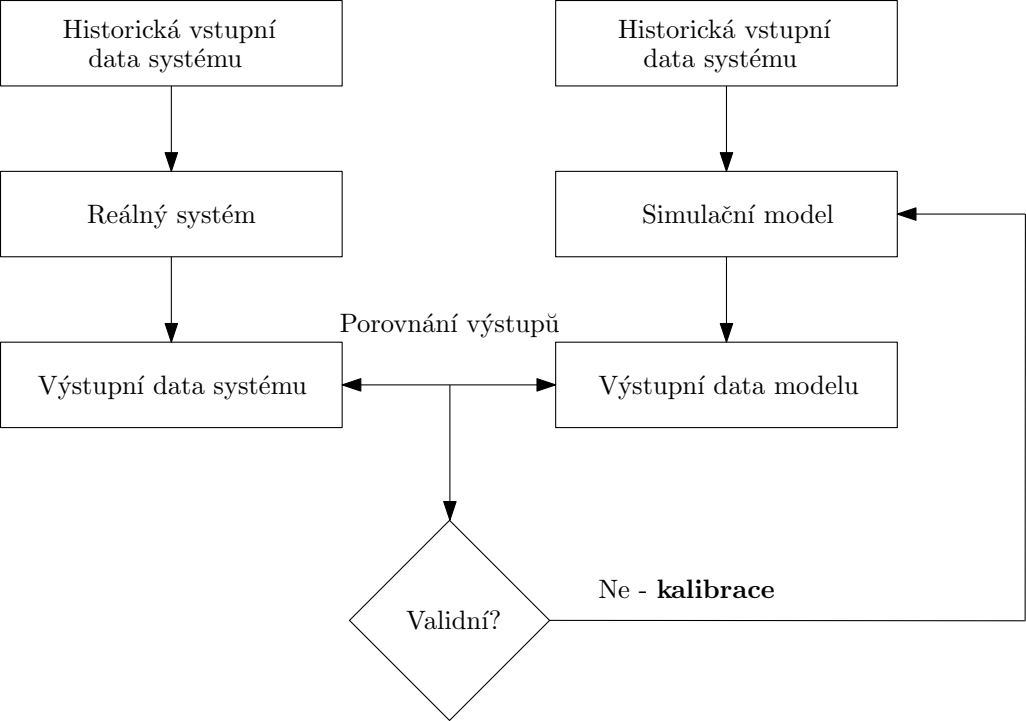 Historická vstupní
data systému
Historická vstupní
data systému
Reálný systém
Simulační model
Porovnání výstupŭ
Výstupní data systému
Výstupní data modelu
Ne - kalibrace
Validní?